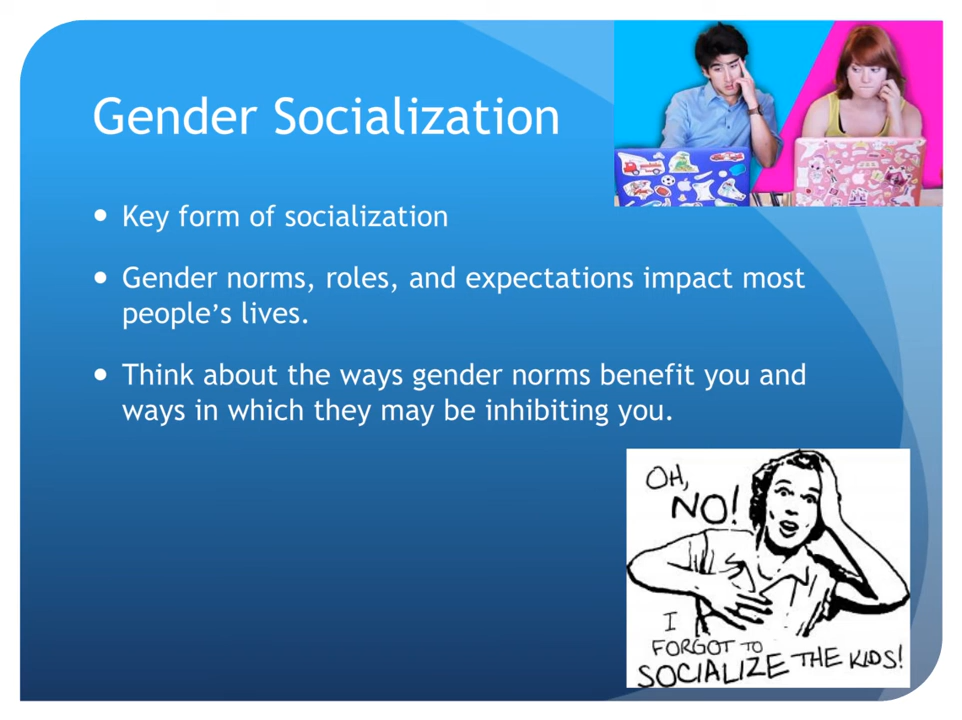 Gender Socialization
• Key form of socialization
• Gender norms, roles, and expectations impact most
people’s lives.
• Think about the ways gender norms benefit you and
ways in which they may be inhibiting you.
OH,
NO!
I
FORGOT TO
SOCIALIZE THE KIDS!